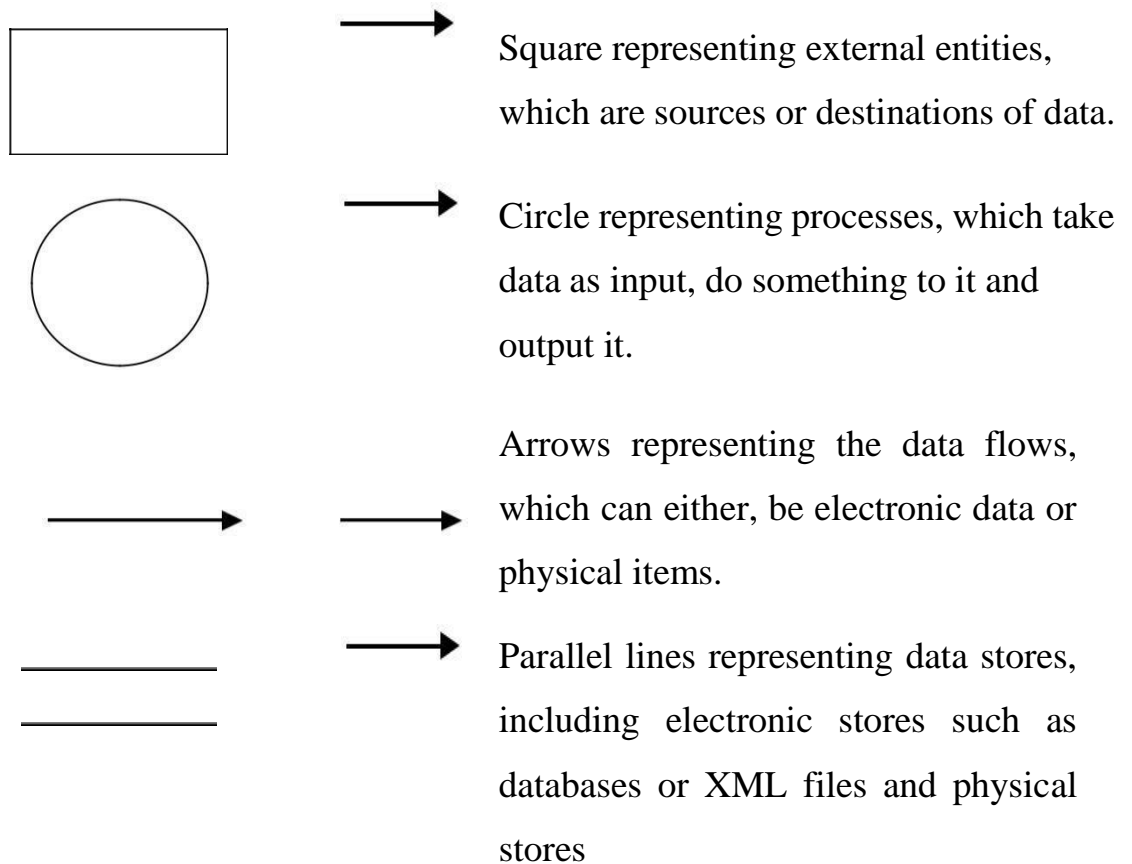 Square representing external entities,
which are sources or destinations of data.
Circle representing processes, which take
data as input, do something to it and
output it.
Arrows representing the data flows,
which can either, be electronic data or
physical items.
Parallel lines representing data stores,
including electronic stores such as
databases or XML files and physical
stores